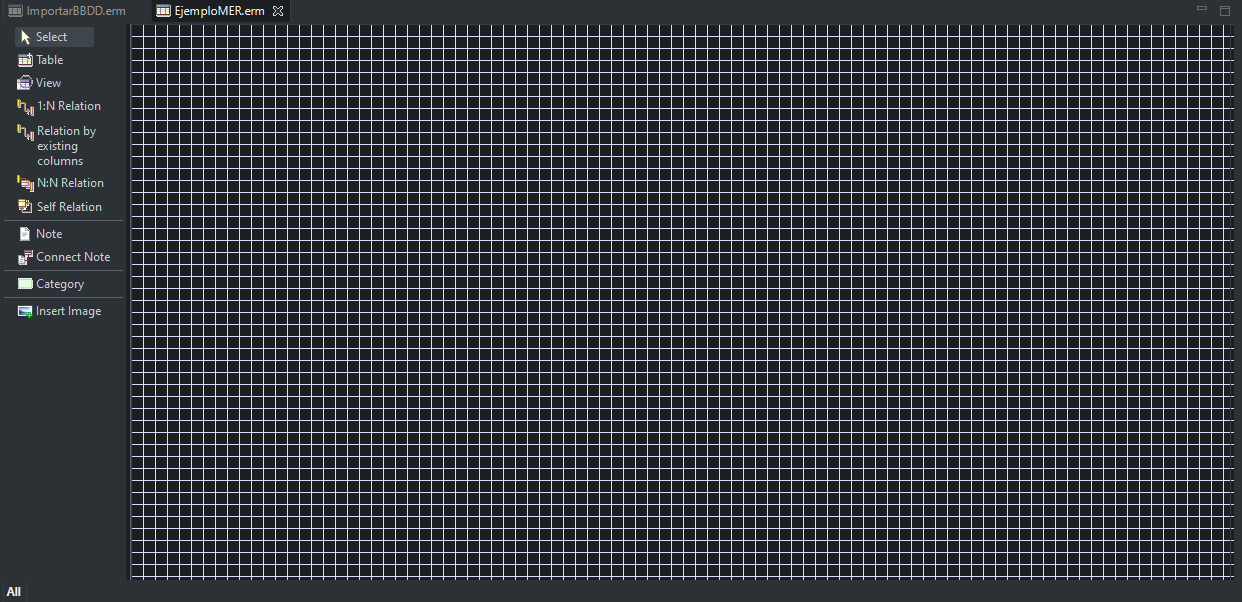 ImportarBBDD.erm
EjemploMER.erm
Select
Table
View
1:N Relation
Relation by
existing
columns
N:N Relation
Self Relation
Note
Connect Note
Category
Insert Image
All